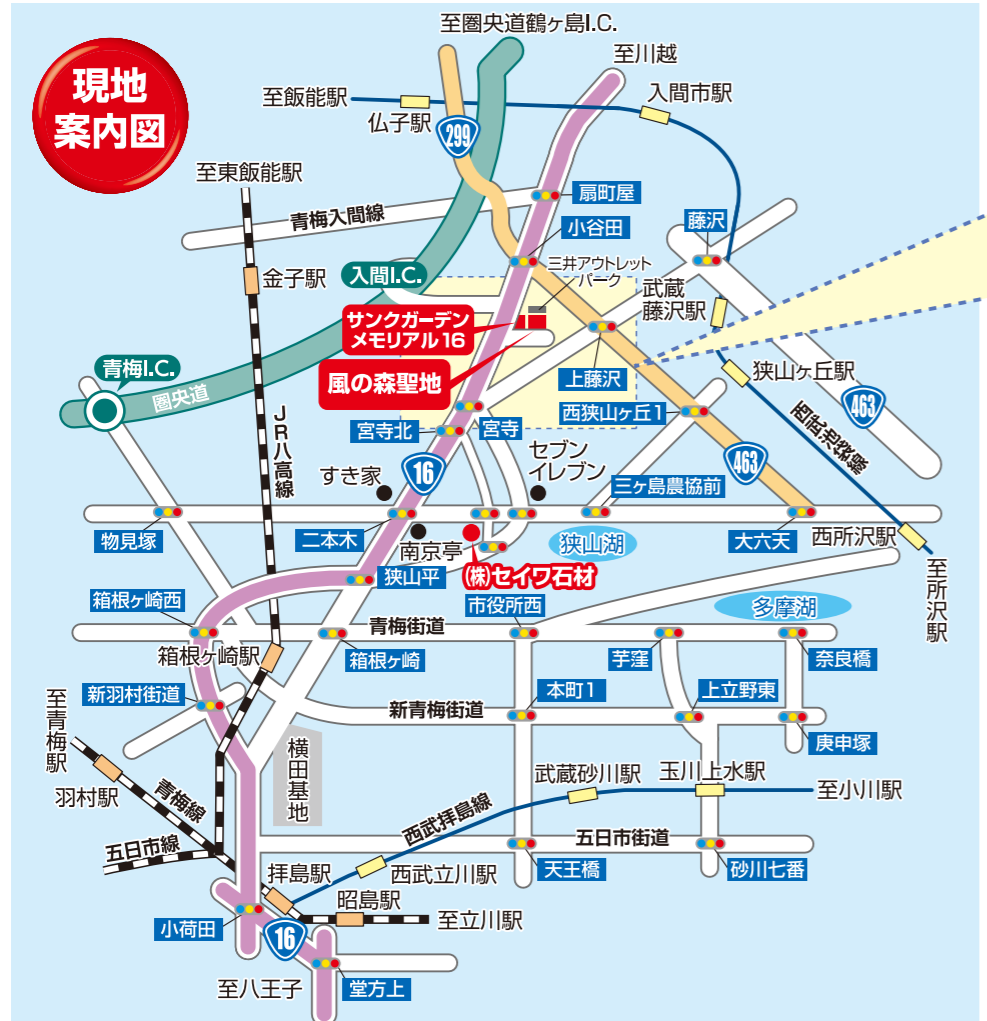 現地
案内図
至圏央道鶴ヶ島I.C.
至川越
至飯能駅
仏子駅
入間市駅
299
至東飯能駅
扇町屋
青梅入間線
小谷田
藤沢
金子駅
入間I.C.
三井アウトレット
パーク
武蔵
藤沢駅
サンクガーデン
メモリアル16
風の森聖地
上藤沢
狭山ヶ丘駅
青梅I.C.
圏央道
JR八高線
西狭山ヶ丘1
463
西武池袋線
宮寺北
宮寺
セブン
イレブン
16
463
すき家
三ヶ島農協前
物見塚
二本木
南京亭
狭山湖
大六天
西所沢駅
至所沢駅
狭山平
(株)セイワ石材
箱根ヶ崎西
市役所西
多摩湖
青梅街道
箱根ヶ崎駅
箱根ヶ崎
芋窪
奈良橋
新羽村街道
本町1
上立野東
新青梅街道
庚申塚
至青梅駅
横田基地
羽村駅
青梅線
武蔵砂川駅
玉川上水駅
至小川駅
西武拝島線
五日市線
五日市街道
拝島駅
西武立川駅
天王橋
砂川七番
昭島駅
至立川駅
小荷田
16
至八王子
堂方上